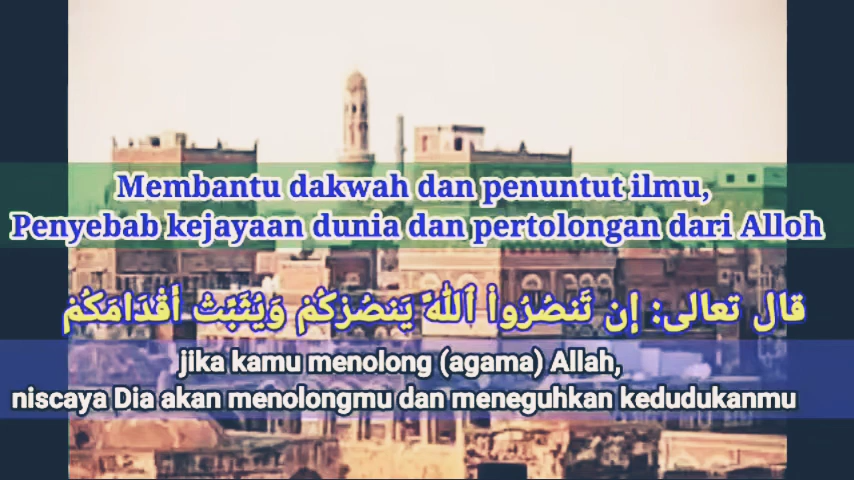 Membantu dakwah dan penuntut ilmu,
Penyebab kejayaan dunia dan pertolongan dari Alloh
قال تعالى: إن تَنصُرُوا۟ ٱللَّهَ يَنصُرْكُمْ وَيُثَبِّتْ أَقْدَامَكُمْ
jika kamu menolong (agama) Allah,
niscaya Dia akan menolongmu dan meneguhkan kedudukanmu